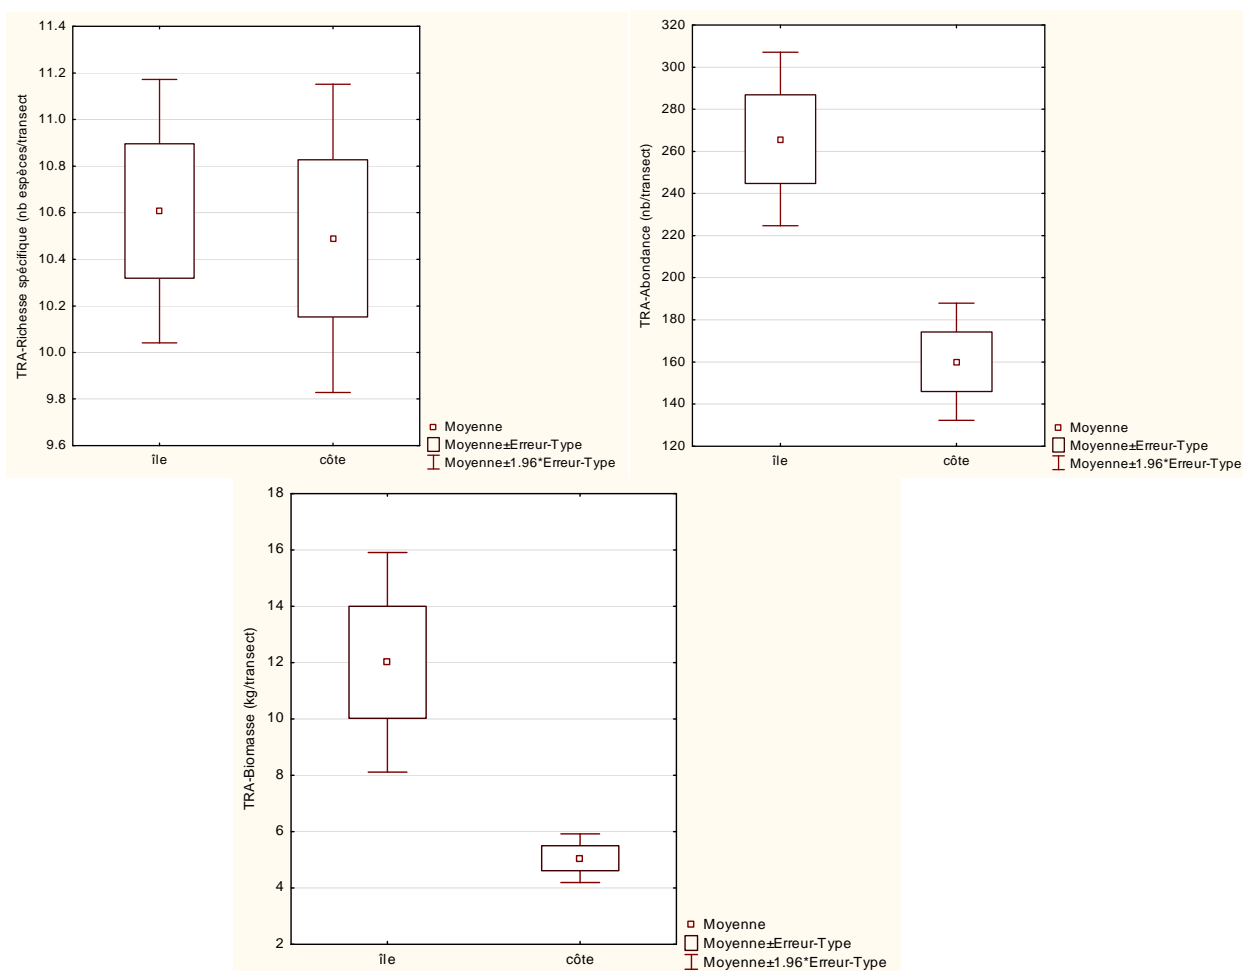 TRA-Richesse spécifique (nb espèces/transect
11.4
11.2
11.0
10.8
10.6
10.4
10.2
10.0
9.8
9.6
île
côte
Moyenne
Moyenne±Erreur-Type
Moyenne±1.96*Erreur-Type
TRA-Abondance (nb/transect)
320
300
280
260
240
220
200
180
160
140
120
île
côte
Moyenne
Moyenne±Erreur-Type
Moyenne±1.96*Erreur-Type
TRA-Biomasse (kg/transect)
18
16
14
12
10
8
6
4
2
île
côte
Moyenne
Moyenne±Erreur-Type
Moyenne±1.96*Erreur-Type